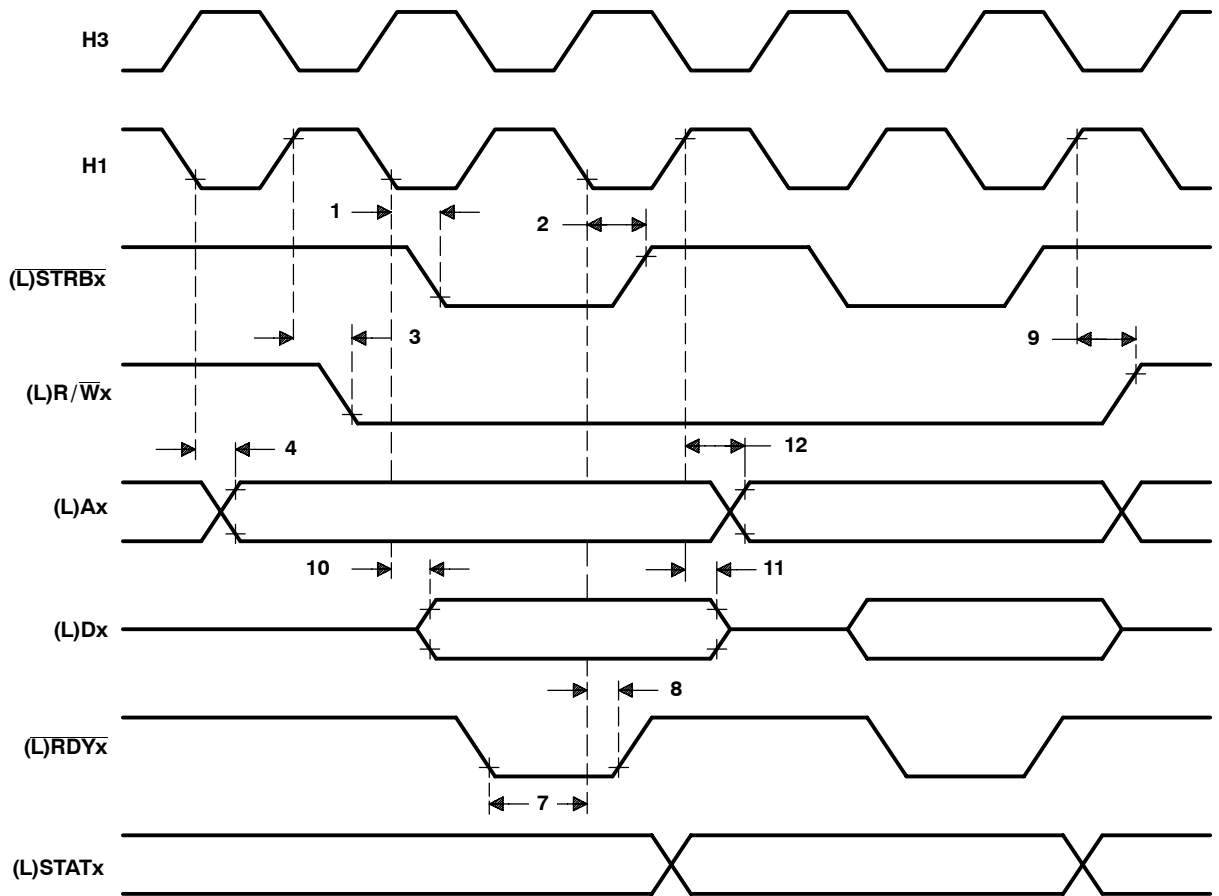 H3
H1
1
2
(L)STRBx
3
9
(L)R/Wx
4
12
(L)Ax
10
11
(L)Dx
8
(L)RDYx
7
(L)STATx